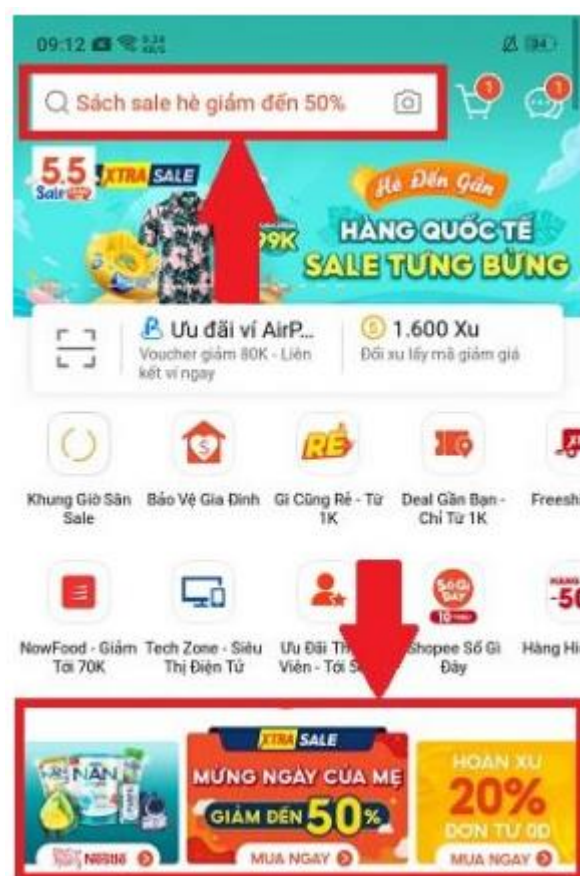 09:12
Sách sale hè giảm đến 50%
1
1
5.5 XTRA SALE
Sale
Hè Đến Gần
99K
HÀNG QUỐC TẾ
SALE TƯNG BỪNG
Ưu đãi ví AirP...
1.600 Xu
Voucher giảm 80K - Liên
kết ví ngay
Đổi xu lấy mã giảm giá
RẺ
Khung Giờ Săn
Sale
Bảo Vệ Gia Đình
Gì Cũng Rẻ - Từ
1K
Deal Gần Bạn -
Chỉ Từ 1K
Freesh
NowFood - Giảm
Tới 70K
Tech Zone - Siêu
Thị Điện Tử
Ưu Đãi Th
Viên - Tới 5
Shopee Số Gì
Đây
Hàng Hi
NAN
Nestlé
XTRA SALE
MỪNG NGÀY CỦA MẸ
GIẢM ĐẾN 50%
MUA NGAY
HOÀN XU
20%
ĐƠN TỪ 0Đ
MUA NGAY